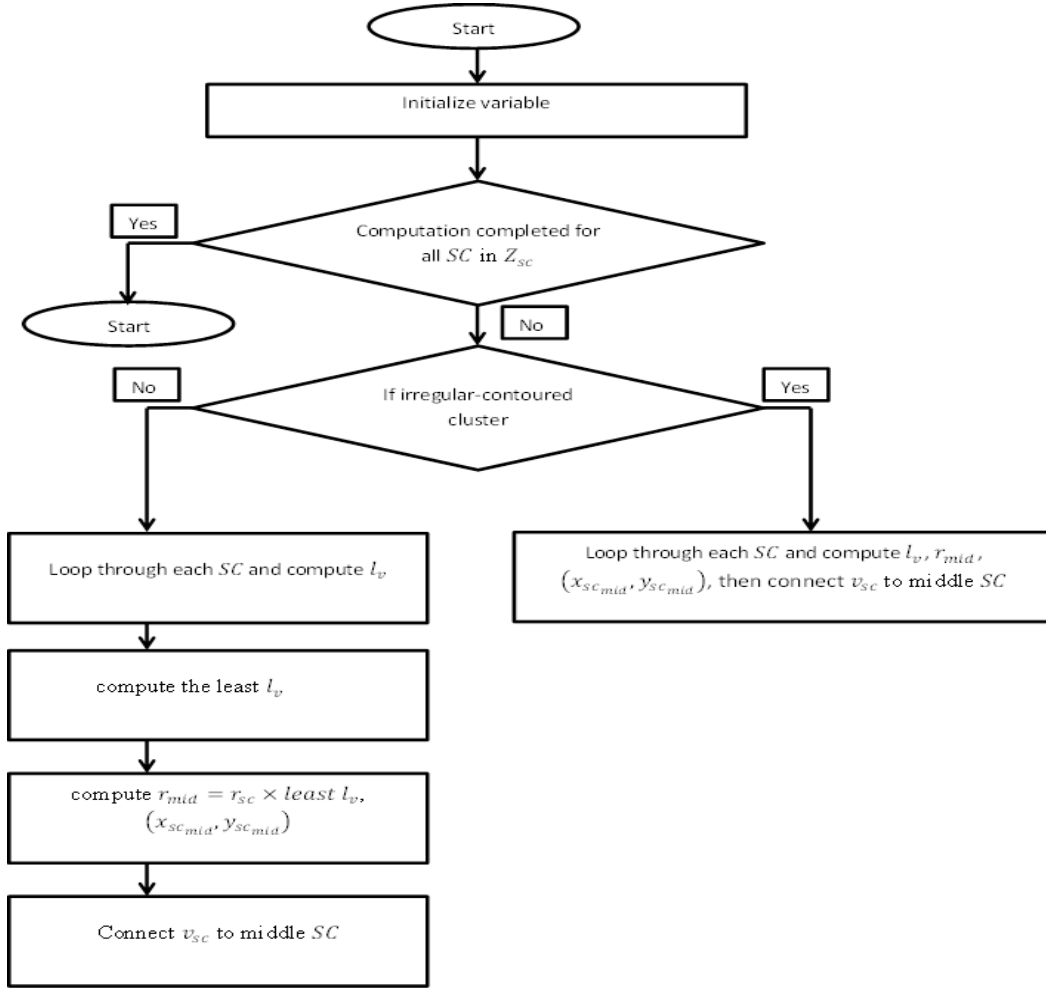 Start
Initialize variable
Yes
Computation completed for
all SC in Z_sc
Start
No
No
If irregular-contoured
cluster
Yes
Loop through each SC and compute l_v
Loop through each SC and compute l_v, r_mid,
(x_sc_mid, y_sc_mid), then connect v_sc to middle SC
compute the least l_v
compute r_mid = r_sc × least l_v,
(x_sc_mid, y_sc_mid)
Connect v_sc to middle SC